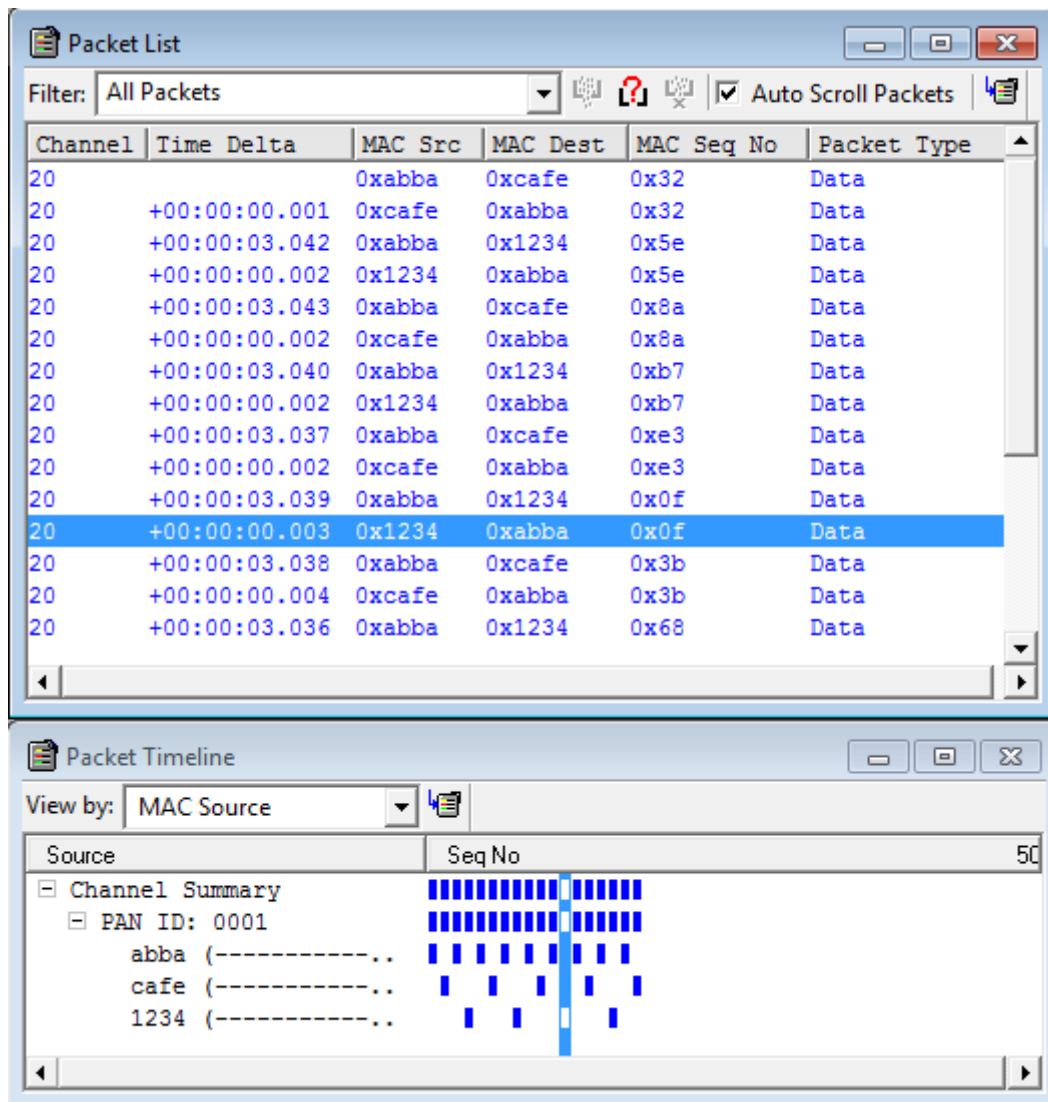 Packet List
Filter: All Packets Auto Scroll Packets
Channel Time Delta MAC Src MAC Dest MAC Seq No Packet Type
20 0xabba 0xcafe 0x32 Data
20 +00:00:00.001 0xcafe 0xabba 0x32 Data
20 +00:00:03.042 0xabba 0x1234 0x5e Data
20 +00:00:00.002 0x1234 0xabba 0x5e Data
20 +00:00:03.043 0xabba 0xcafe 0x8a Data
20 +00:00:00.002 0xcafe 0xabba 0x8a Data
20 +00:00:03.040 0xabba 0x1234 0xb7 Data
20 +00:00:00.002 0x1234 0xabba 0xb7 Data
20 +00:00:03.037 0xabba 0xcafe 0xe3 Data
20 +00:00:00.002 0xcafe 0xabba 0xe3 Data
20 +00:00:03.039 0xabba 0x1234 0x0f Data
20 +00:00:00.003 0x1234 0xabba 0x0f Data
20 +00:00:03.038 0xabba 0xcafe 0x3b Data
20 +00:00:00.004 0xcafe 0xabba 0x3b Data
20 +00:00:03.036 0xabba 0x1234 0x68 Data
Packet Timeline
View by: MAC Source
Source Seq No 50
Channel Summary
PAN ID: 0001
abba (-----------..
cafe (-----------..
1234 (-----------..